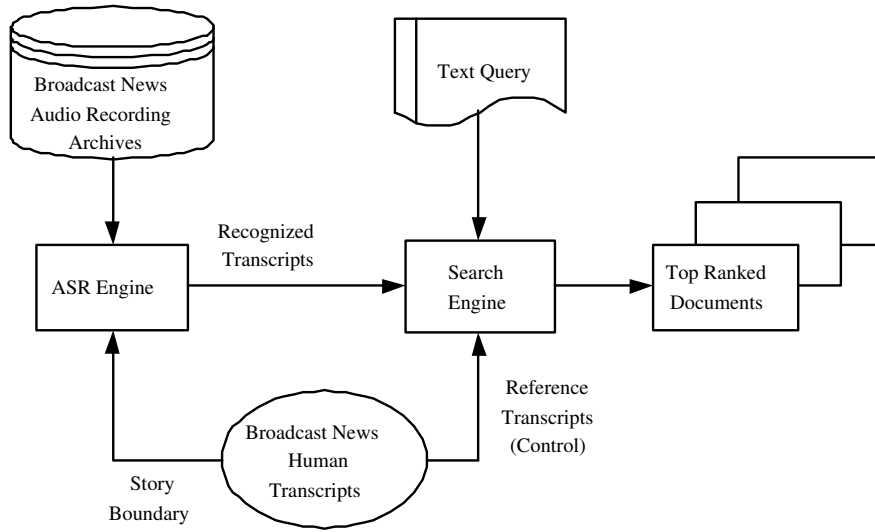 Broadcast News
Audio Recording
Archives
Text Query
Recognized
Transcripts
ASR Engine
Search
Engine
Top Ranked
Documents
Reference
Transcripts
(Control)
Broadcast News
Human
Transcripts
Story
Boundary